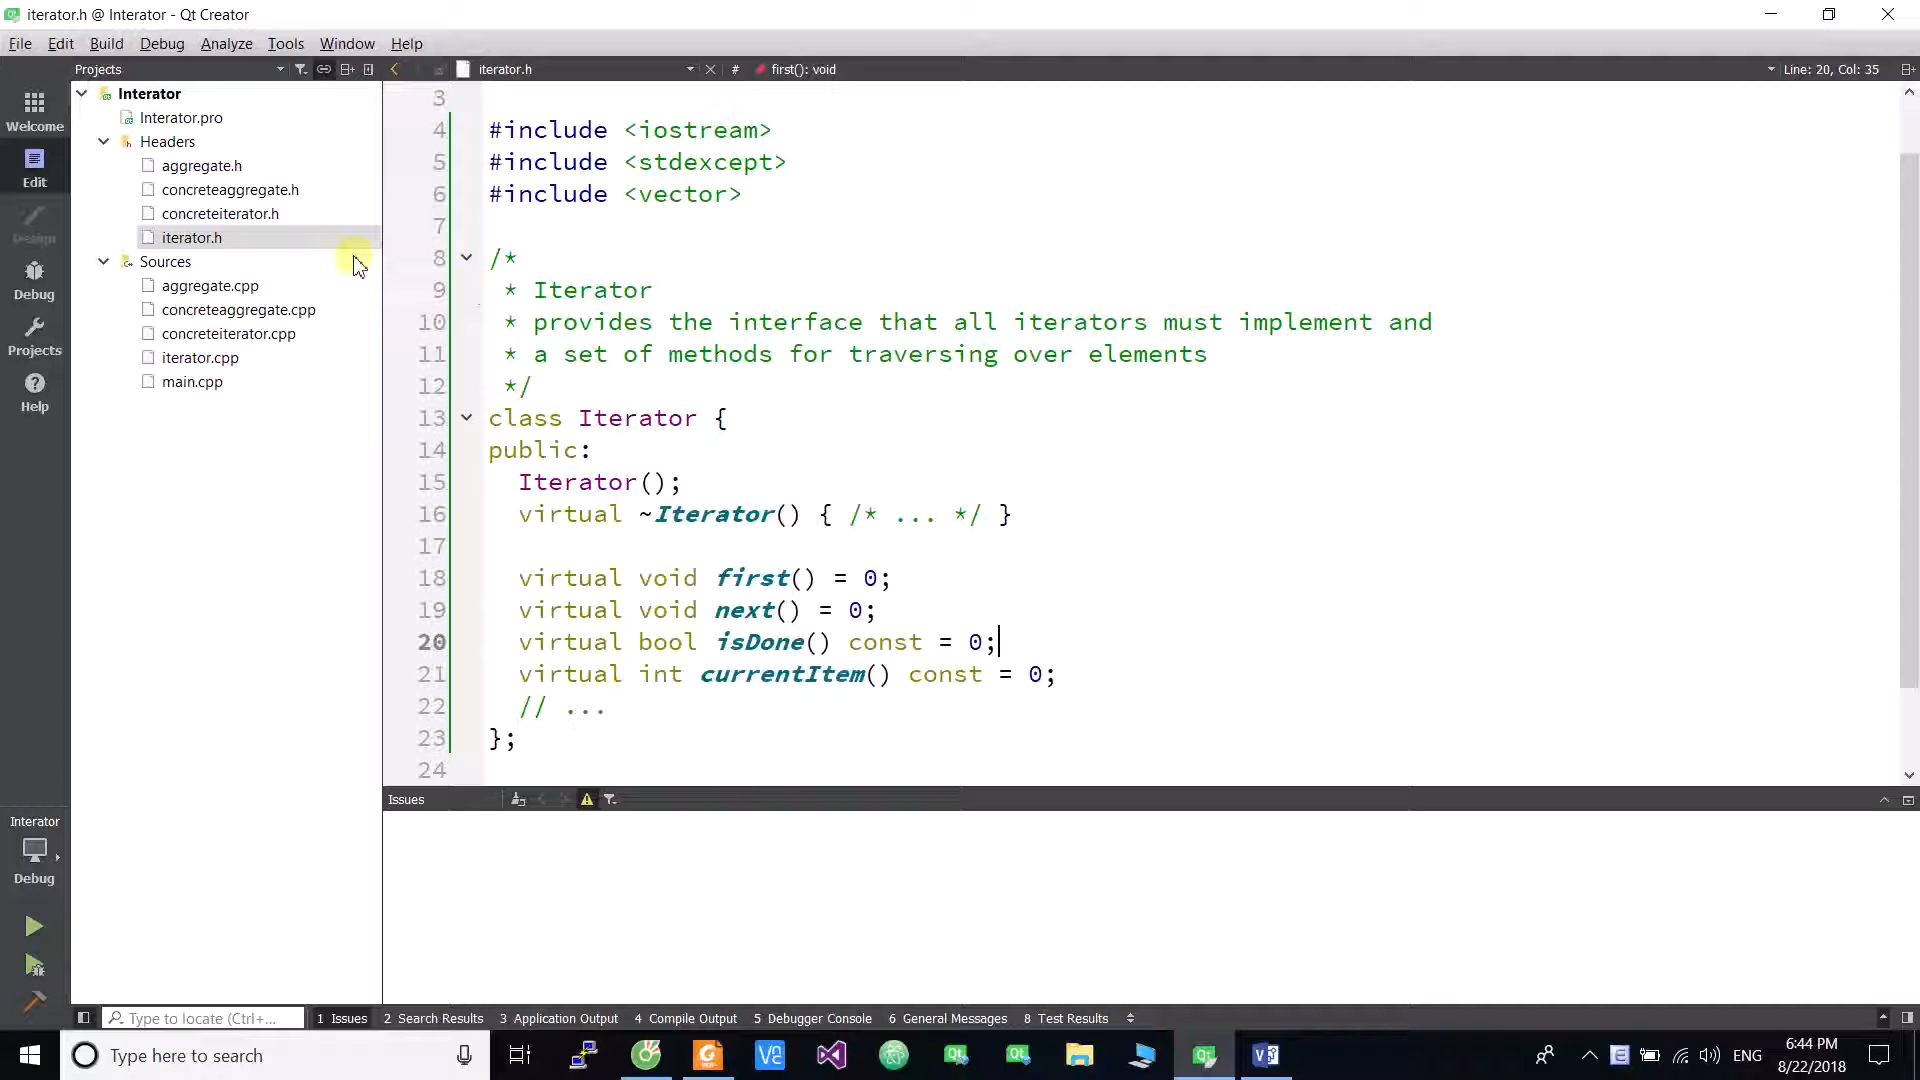 iterator.h @ Interator - Qt Creator
File Edit Build Debug Analyze Tools Window Help
Projects
iterator.h # first(): void Line: 20, Col: 35
Interator
Interator.pro
Headers
aggregate.h
concreteaggregate.h
concreteiterator.h
iterator.h
Sources
aggregate.cpp
concreteaggregate.cpp
concreteiterator.cpp
iterator.cpp
main.cpp
Welcome
Edit
Design
Debug
Projects
Help
Interator
Debug
3
4 #include <iostream>
5 #include <stdexcept>
6 #include <vector>
7
8 /*
9 * Iterator
10 * provides the interface that all iterators must implement and
11 * a set of methods for traversing over elements
12 */
13 class Iterator {
14 public:
15 Iterator();
16 virtual ~Iterator() { /* ... */ }
17
18 virtual void first() = 0;
19 virtual void next() = 0;
20 virtual bool isDone() const = 0;
21 virtual int currentItem() const = 0;
22 // ...
23 };
24
Issues
Type to locate (Ctrl+... 1 Issues 2 Search Results 3 Application Output 4 Compile Output 5 Debugger Console 6 General Messages 8 Test Results
Type here to search
ENG
6:44 PM
8/22/2018